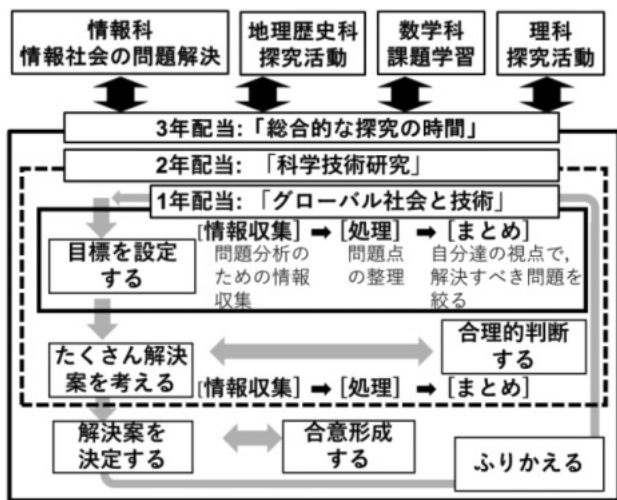 情報科
情報社会の問題解決
地理歴史科
探究活動
数学科
課題学習
理科
探究活動
3年配当:「総合的な探究の時間」
2年配当: 「科学技術研究」
1年配当:「グローバル社会と技術」
[情報収集] ➡ [処理] ➡ [まとめ]
目標を設定
する
問題分析の
ための情報
収集
問題点
の整理
自分達の視点で,
解決すべき問題を
絞る
たくさん解決
案を考える
合理的判断
する
[情報収集] ➡ [処理] ➡ [まとめ]
解決案を
決定する
合意形成
する
ふりかえる